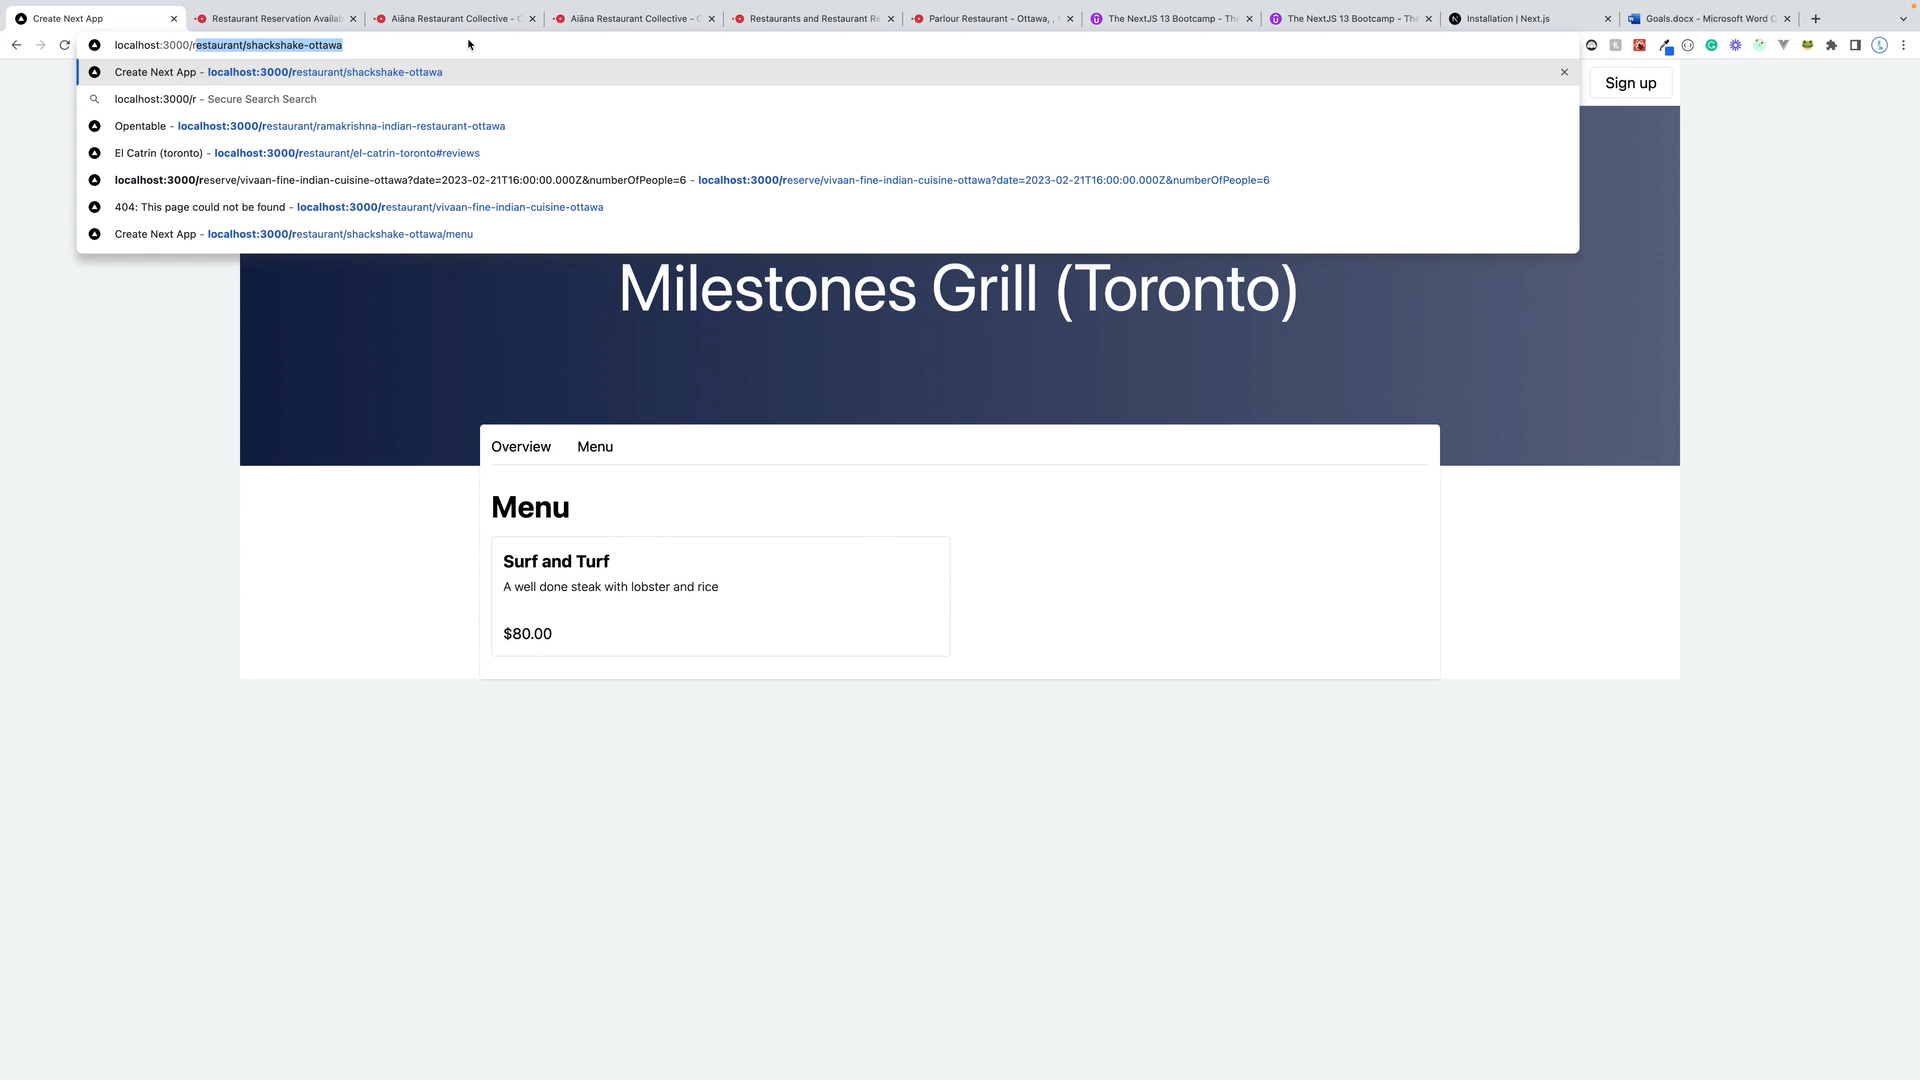 Create Next App
Restaurant Reservation Availab
Aiāna Restaurant Collective - C
Aiāna Restaurant Collective - C
Restaurants and Restaurant Re
Parlour Restaurant - Ottawa, ,
The NextJS 13 Bootcamp - The
The NextJS 13 Bootcamp - The
Installation | Next.js
Goals.docx - Microsoft Word O
localhost:3000/restaurant/shackshake-ottawa
Create Next App - localhost:3000/restaurant/shackshake-ottawa
localhost:3000/r - Secure Search Search
Opentable - localhost:3000/restaurant/ramakrishna-indian-restaurant-ottawa
El Catrin (toronto) - localhost:3000/restaurant/el-catrin-toronto#reviews
localhost:3000/reserve/vivaan-fine-indian-cuisine-ottawa?date=2023-02-21T16:00:00.000Z&numberOfPeople=6 - localhost:3000/reserve/vivaan-fine-indian-cuisine-ottawa?date=2023-02-21T16:00:00.000Z&numberOfPeople=6
404: This page could not be found - localhost:3000/restaurant/vivaan-fine-indian-cuisine-ottawa
Create Next App - localhost:3000/restaurant/shackshake-ottawa/menu
Sign up
Milestones Grill (Toronto)
Overview Menu
Menu
Surf and Turf
A well done steak with lobster and rice
$80.00